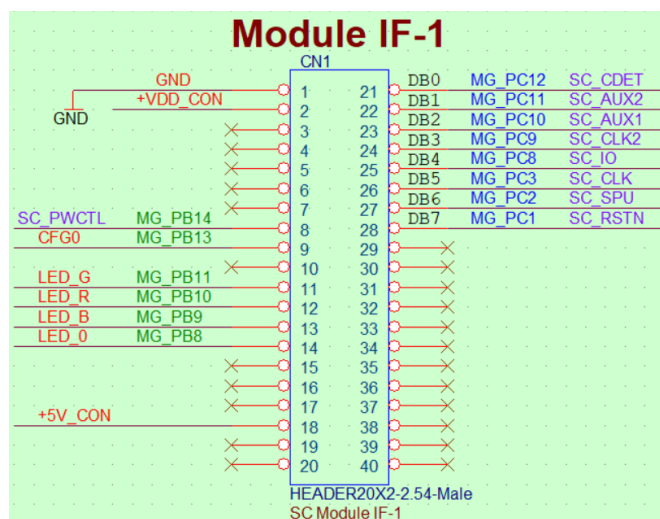 Module IF-1
CN1
GND 1 21 DB0 MG_PC12 SC_CDET
+VDD_CON 2 22 DB1 MG_PC11 SC_AUX2
GND 3 23 DB2 MG_PC10 SC_AUX1
4 24 DB3 MG_PC9 SC_CLK2
5 25 DB4 MG_PC8 SC_IO
6 26 DB5 MG_PC3 SC_CLK
7 27 DB6 MG_PC2 SC_SPU
SC_PWCTL MG_PB14 8 28 DB7 MG_PC1 SC_RSTN
CFG0 MG_PB13 9 29
10 30
LED_G MG_PB11 11 31
LED_R MG_PB10 12 32
LED_B MG_PB9 13 33
LED_0 MG_PB8 14 34
15 35
16 36
17 37
+5V_CON 18 38
19 39
20 40
HEADER20X2-2.54-Male
SC Module IF-1